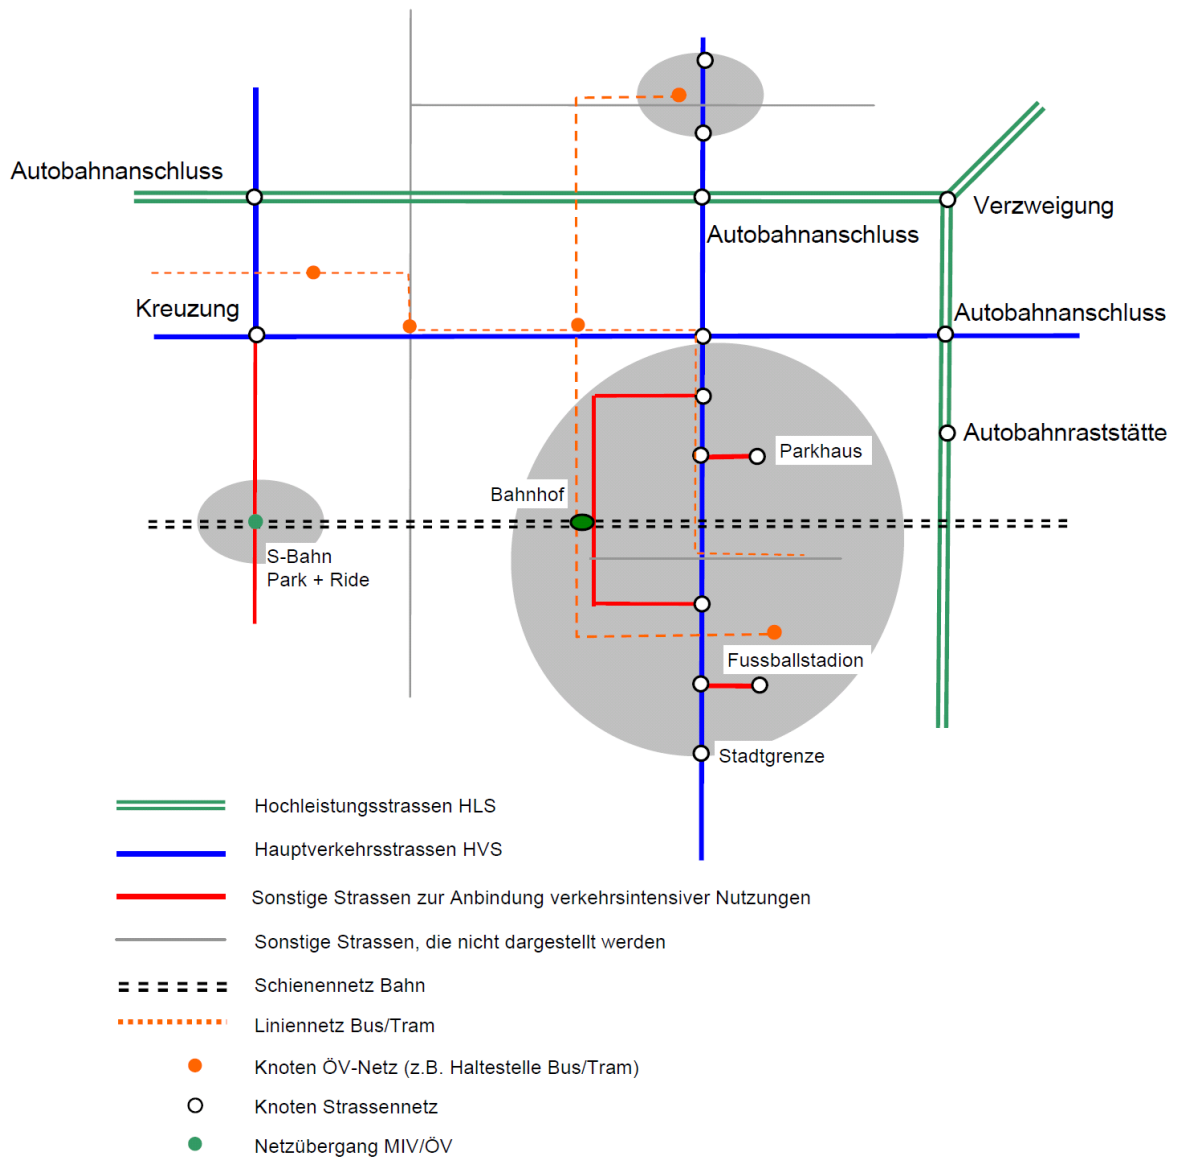 Autobahnanschluss
Verzweigung
Autobahnanschluss
Kreuzung
Autobahnanschluss
Autobahnraststätte
Parkhaus
Bahnhof
S-Bahn
Park + Ride
Fussballstadion
Stadtgrenze
Hochleistungsstrassen HLS
Hauptverkehrsstrassen HVS
Sonstige Strassen zur Anbindung verkehrsintensiver Nutzungen
Sonstige Strassen, die nicht dargestellt werden
Schienennetz Bahn
Liniennetz Bus/Tram
Knoten ÖV-Netz (z.B. Haltestelle Bus/Tram)
Knoten Strassennetz
Netzübergang MIV/ÖV